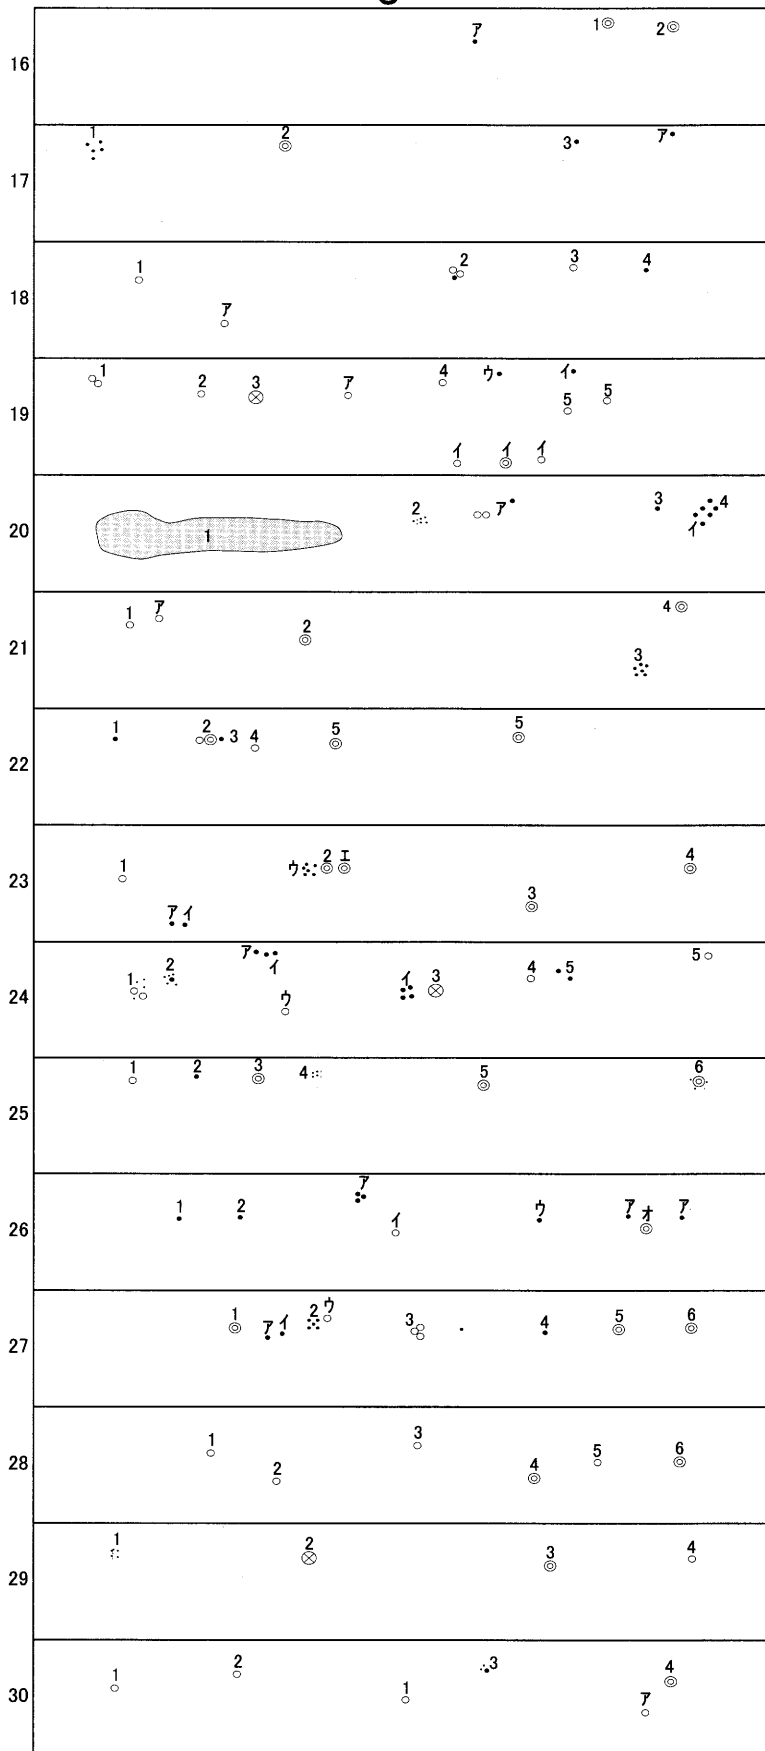 16 ア 1 2
17 1 2 3 ア
18 1 ア 2 3 4
19 1 2 3 ア 4 ウ イ 5 5
イ イ イ
20 1 2 ア 3 4
イ
21 1 ア 2 3 4
22 1 2 3 4 5 5
23 1 ウ 2 エ 3 4
ア イ
24 1 2 ア イ ウ イ 3 4 5 5
25 1 2 3 4 5 6
26 1 2 ア イ ウ ア オ ア
27 1 ア イ 2 ウ 3 4 5 6
28 1 2 3 4 5 6
29 1 2 3 4
30 1 2 1 3 ア 4